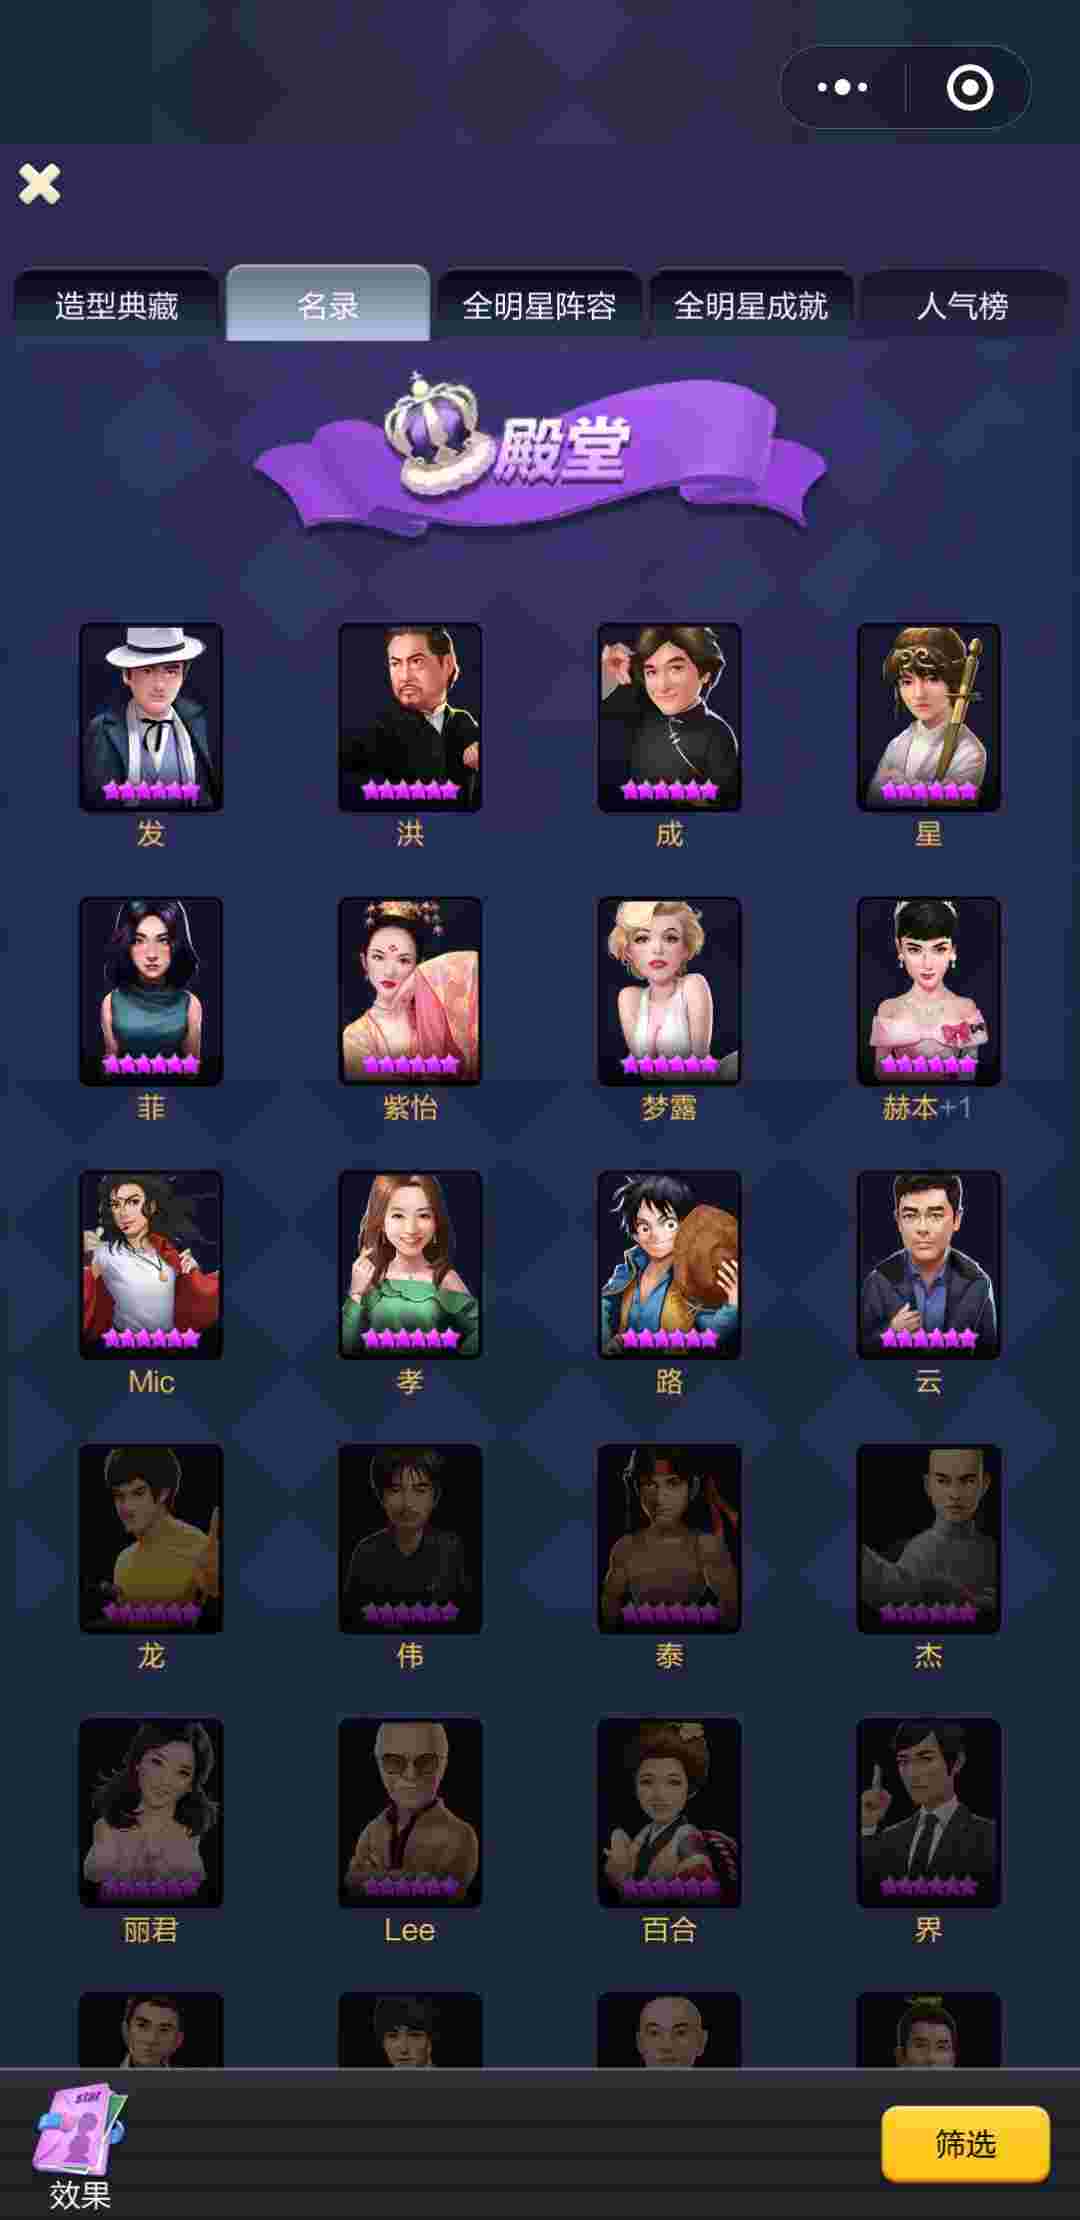 造型典藏 名录 全明星阵容 全明星成就 人气榜
殿堂
发 洪 成 星
菲 紫怡 梦露 赫本+1
Mic 孝 路 云
龙 伟 泰 杰
丽君 Lee 百合 界
star
效果
筛选